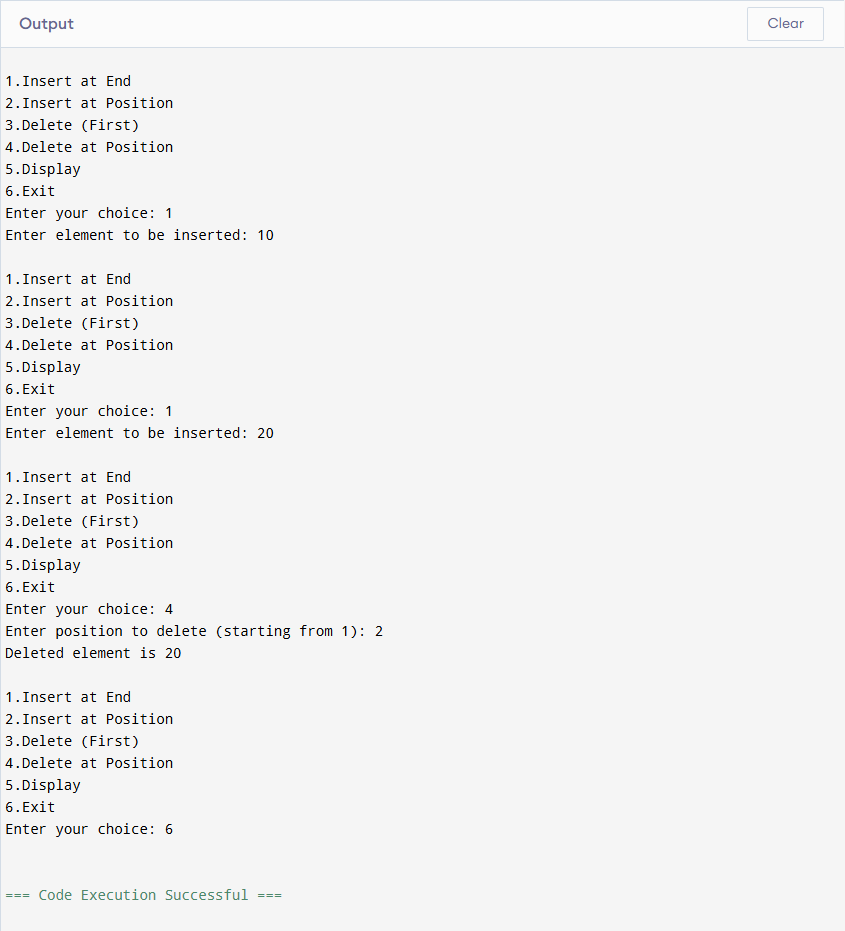 Output
Clear
1.Insert at End
2.Insert at Position
3.Delete (First)
4.Delete at Position
5.Display
6.Exit
Enter your choice: 1
Enter element to be inserted: 10
1.Insert at End
2.Insert at Position
3.Delete (First)
4.Delete at Position
5.Display
6.Exit
Enter your choice: 1
Enter element to be inserted: 20
1.Insert at End
2.Insert at Position
3.Delete (First)
4.Delete at Position
5.Display
6.Exit
Enter your choice: 4
Enter position to delete (starting from 1): 2
Deleted element is 20
1.Insert at End
2.Insert at Position
3.Delete (First)
4.Delete at Position
5.Display
6.Exit
Enter your choice: 6
=== Code Execution Successful ===